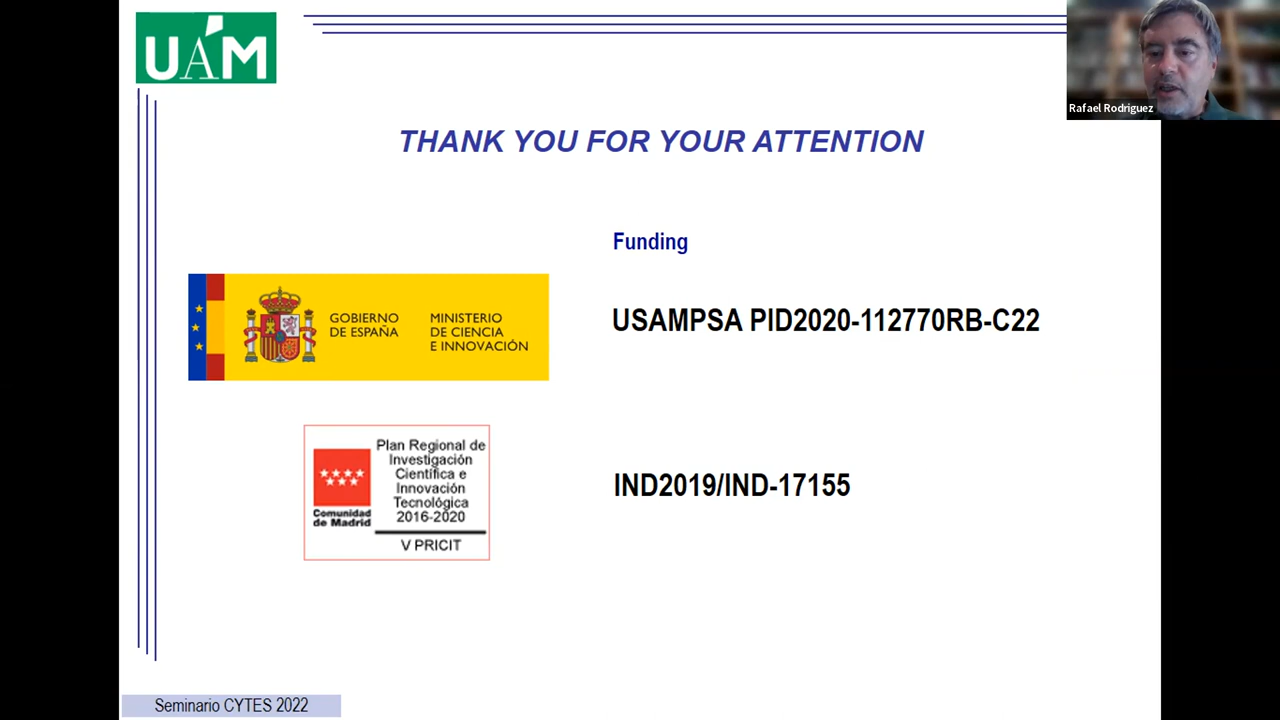 UÁM
Rafael Rodriguez
THANK YOU FOR YOUR ATTENTION
Funding
GOBIERNO
DE ESPAÑA
MINISTERIO
DE CIENCIA
E INNOVACIÓN
USAMPSA PID2020-112770RB-C22
Comunidad
de Madrid
Plan Regional de
Investigación
Científica e
Innovación
Tecnológica
2016-2020
V PRICIT
IND2019/IND-17155
Seminario CYTES 2022